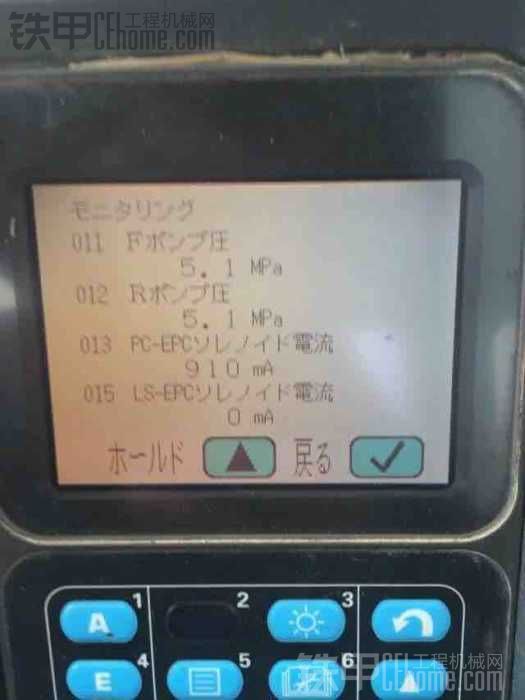 铁甲 工程机械网
CEhome.com
モニタリング
011 Fポンプ圧
5.1 MPa
012 Rポンプ圧
5.1 MPa
013 PC-EPCソレノイド電流
910 mA
015 LS-EPCソレノイド電流
0 mA
ホールド ▲ 戻る ✓
1 2 3
A
4 5 6
E
铁甲 工程机械网
CEhome.com